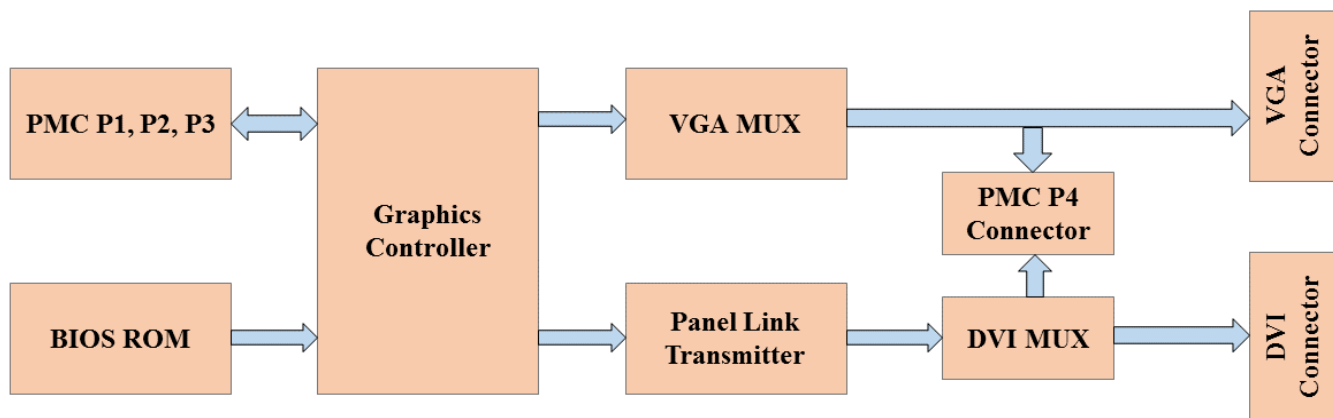 PMC P1, P2, P3
Graphics
Controller
VGA MUX
VGA
Connector
PMC P4
Connector
BIOS ROM
Panel Link
Transmitter
DVI MUX
DVI
Connector